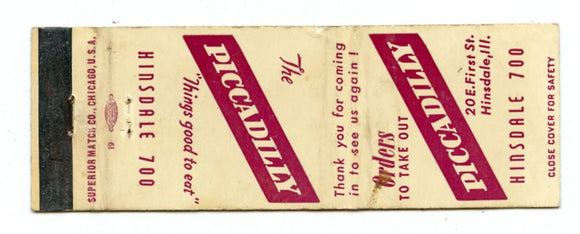 The
PICCADILLY
"Things good to eat"
HINSDALE 700
19
SUPERIOR MATCH CO., CHICAGO, U.S.A.
Thank you for coming
in to see us again!
Orders
TO TAKE OUT
PICCADILLY
20 E. First St.
Hinsdale, Ill.
HINSDALE 700
CLOSE COVER FOR SAFETY